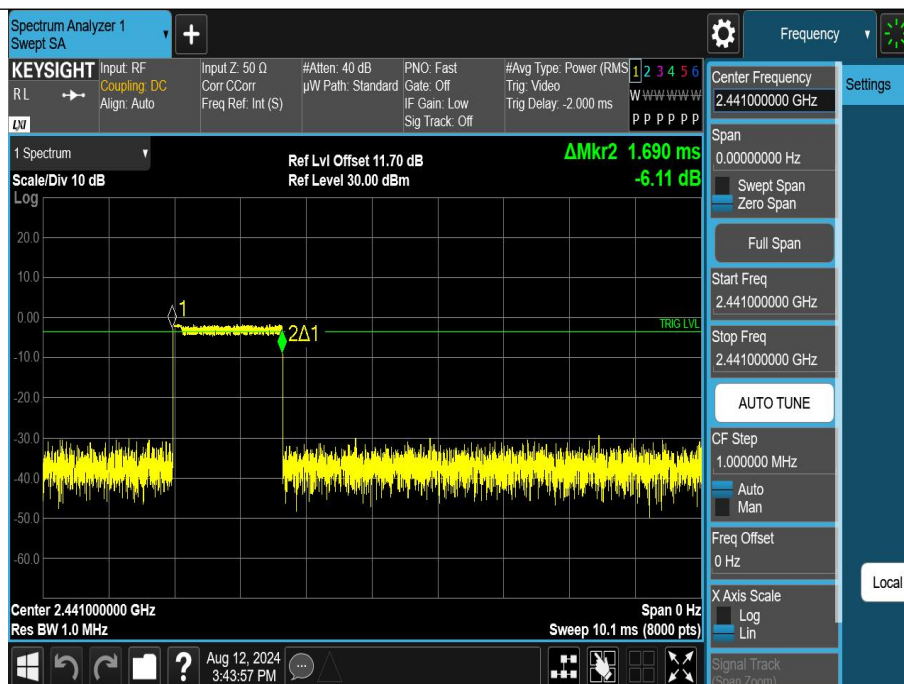 Spectrum Analyzer 1
Swept SA
Frequency
KEYSIGHT
R L
LXI
Input: RF
Coupling: DC
Align: Auto
Input Z: 50 Ω
Corr CCorr
Freq Ref: Int (S)
#Atten: 40 dB
µW Path: Standard
PNO: Fast
Gate: Off
IF Gain: Low
Sig Track: Off
#Avg Type: Power (RMS
Trig: Video
Trig Delay: -2.000 ms
1 2 3 4 5 6
W W W W W W
P P P P P P
1 Spectrum
Scale/Div 10 dB
Log
Ref Lvl Offset 11.70 dB
Ref Level 30.00 dBm
ΔMkr2 1.690 ms
-6.11 dB
20.0
10.0
0.00
-10.0
-20.0
-30.0
-40.0
-50.0
-60.0
1
2Δ1
TRIG LVL
Center 2.441000000 GHz
Res BW 1.0 MHz
Span 0 Hz
Sweep 10.1 ms (8000 pts)
Center Frequency
2.441000000 GHz
Settings
Span
0.00000000 Hz
Swept Span
Zero Span
Full Span
Start Freq
2.441000000 GHz
Stop Freq
2.441000000 GHz
AUTO TUNE
CF Step
1.000000 MHz
Auto
Man
Freq Offset
0 Hz
Local
X Axis Scale
Log
Lin
Signal Track
(Span Zoom)
?
Aug 12, 2024
3:43:57 PM